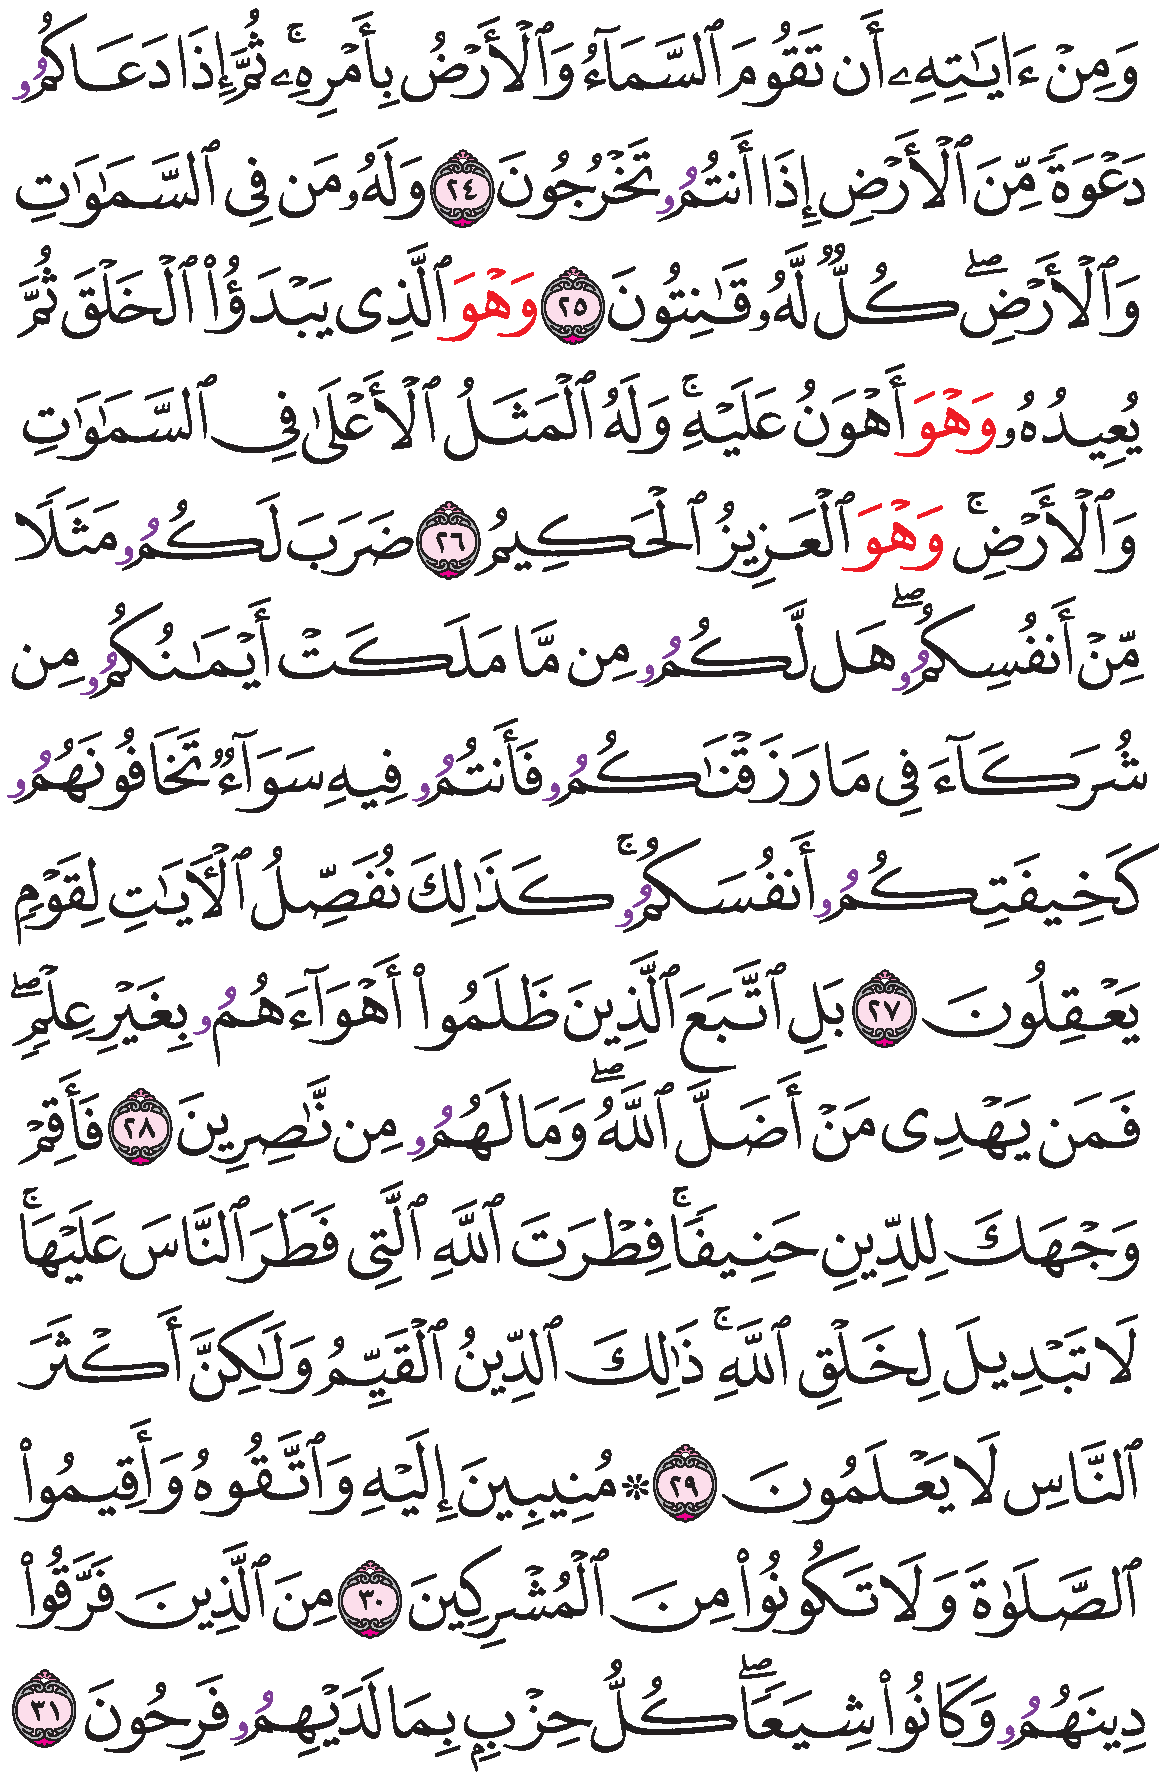 وَمِنْ ءَايَٰتِهِۦٓ أَن تَقُومَ ٱلسَّمَآءُ وَٱلْأَرْضُ بِأَمْرِهِۦۚ ثُمَّ إِذَا دَعَاكُمُۥ
دَعْوَةٗ مِّنَ ٱلْأَرْضِ إِذَا أَنتُمُۥ تَخْرُجُونَ ٢٤ وَلَهُۥ مَن فِى ٱلسَّمَٰوَٰتِ
وَٱلْأَرْضِۖ كُلّٞ لَّهُۥ قَٰنِتُونَ ٢٥ وَهْوَ ٱلَّذِى يَبْدَؤُاْ ٱلْخَلْقَ ثُمَّ
يُعِيدُهُۥ وَهْوَ أَهْوَنُ عَلَيْهِۚ وَلَهُ ٱلْمَثَلُ ٱلْأَعْلَىٰ فِى ٱلسَّمَٰوَٰتِ
وَٱلْأَرْضِۚ وَهْوَ ٱلْعَزِيزُ ٱلْحَكِيمُ ٢٦ ضَرَبَ لَكُمُۥ مَثَلٗا
مِّنْ أَنفُسِكُمُۥۖ هَل لَّكُمُۥ مِن مَّا مَلَكَتْ أَيْمَٰنُكُمُۥ مِن
شُرَكَآءَ فِى مَا رَزَقْنَٰكُمُۥ فَأَنتُمُۥ فِيهِ سَوَآءٞ تَخَافُونَهُمُۥ
كَخِيفَتِكُمُۥ أَنفُسَكُمُۥۚ كَذَٰلِكَ نُفَصِّلُ ٱلْأٓيَٰتِ لِقَوْمٖ
يَعْقِلُونَ ٢٧ بَلِ ٱتَّبَعَ ٱلَّذِينَ ظَلَمُواْ أَهْوَآءَهُمُۥ بِغَيْرِ عِلْمٖۖ
فَمَن يَهْدِى مَنْ أَضَلَّ ٱللَّهُۖ وَمَا لَهُمُۥ مِن نَّٰصِرِينَ ٢٨ فَأَقِمْ
وَجْهَكَ لِلدِّينِ حَنِيفٗاۚ فِطْرَتَ ٱللَّهِ ٱلَّتِى فَطَرَ ٱلنَّاسَ عَلَيْهَاۚ
لَا تَبْدِيلَ لِخَلْقِ ٱللَّهِۚ ذَٰلِكَ ٱلدِّينُ ٱلْقَيِّمُ وَلَٰكِنَّ أَكْثَرَ
ٱلنَّاسِ لَا يَعْلَمُونَ ٢٩ ۞ مُنِيبِينَ إِلَيْهِ وَٱتَّقُوهُ وَأَقِيمُواْ
ٱلصَّلَوٰةَ وَلَا تَكُونُواْ مِنَ ٱلْمُشْرِكِينَ ٣٠ مِنَ ٱلَّذِينَ فَرَّقُواْ
دِينَهُمُۥ وَكَانُواْ شِيَعٗاۖ كُلُّ حِزْبِۭ بِمَا لَدَيْهِمُۥ فَرِحُونَ ٣١